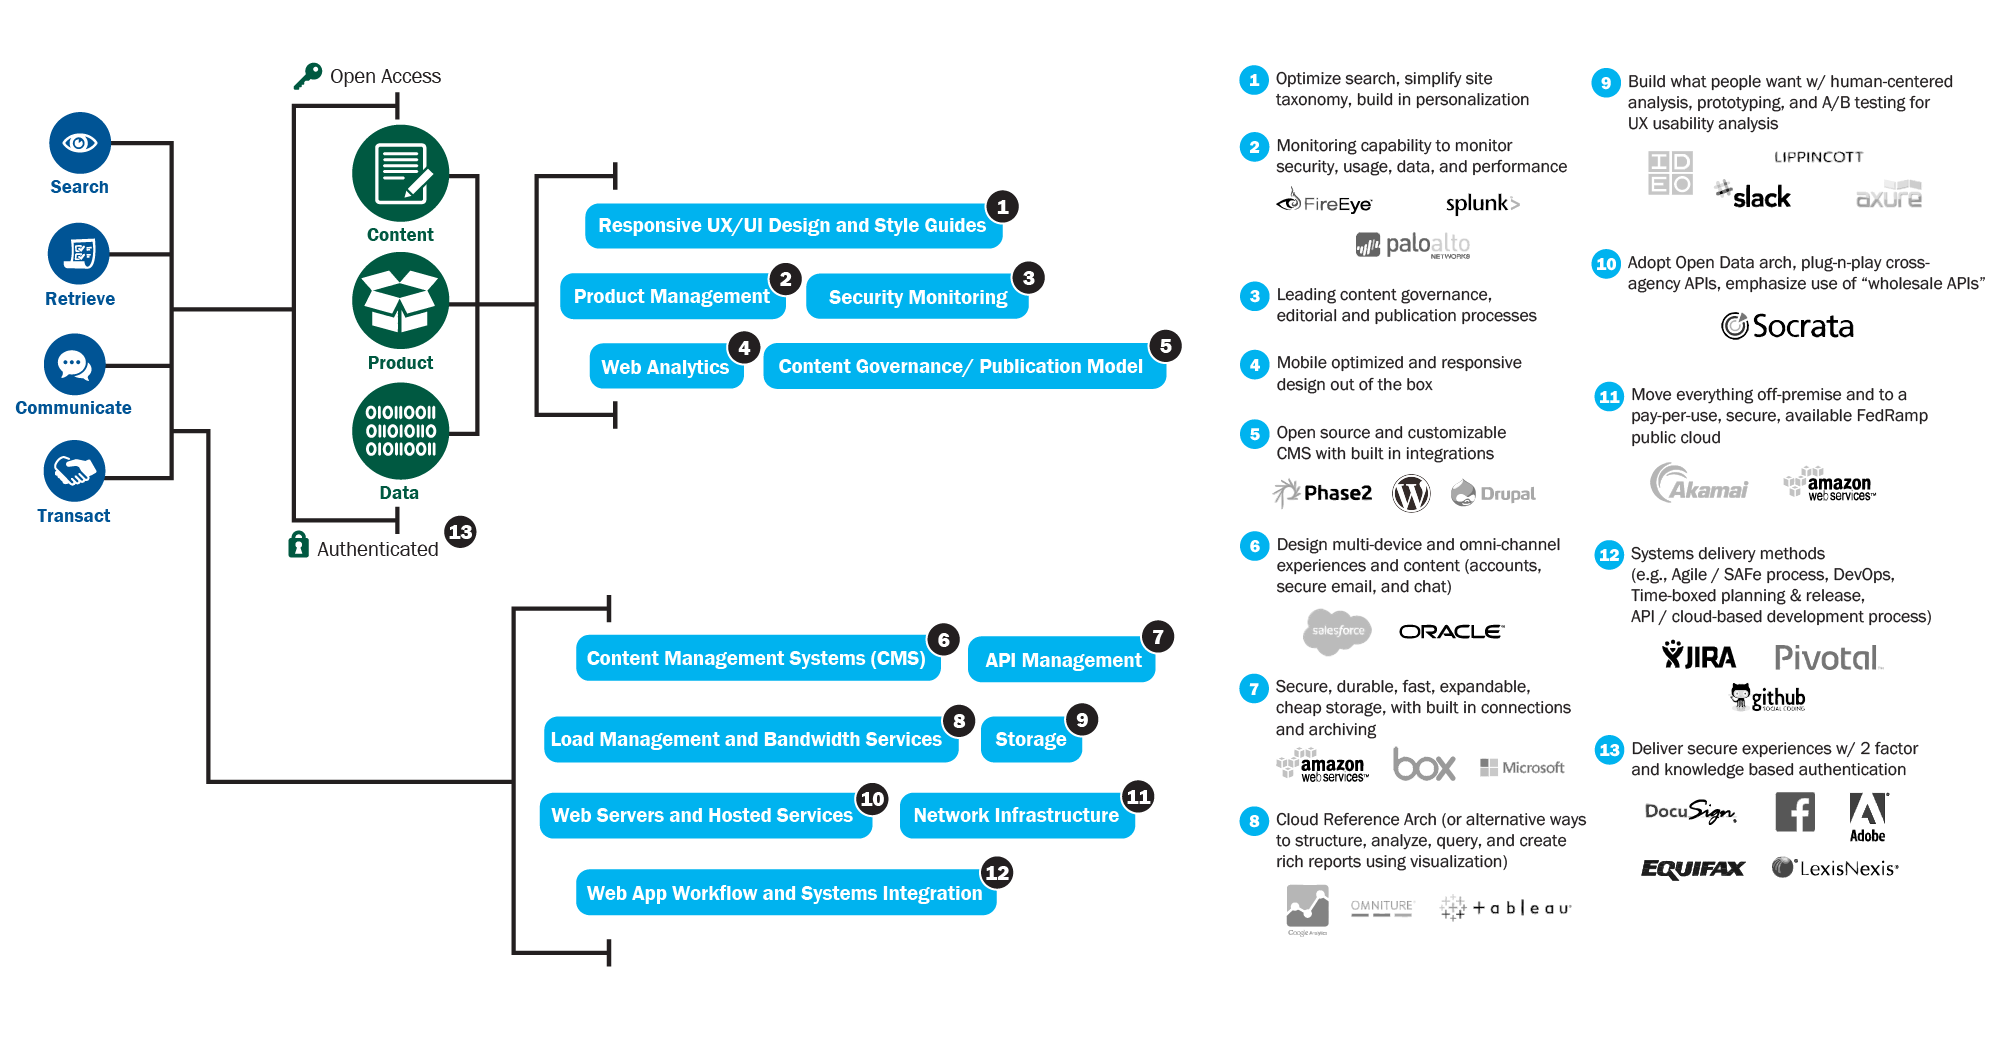 Open Access
Search
Retrieve
Communicate
Transact
Content
Product
OIOIIOOII
OIIOIOIIO
OIOIIOOII
Data
Authenticated
13
Responsive UX/UI Design and Style Guides
1
Product Management
2
Security Monitoring
3
Web Analytics
4
Content Governance/ Publication Model
5
Content Management Systems (CMS)
6
API Management
7
Load Management and Bandwidth Services
8
Storage
9
Web Servers and Hosted Services
10
Network Infrastructure
11
Web App Workflow and Systems Integration
12
1
Optimize search, simplify site
taxonomy, build in personalization
2
Monitoring capability to monitor
security, usage, data, and performance
FireEye
splunk>
paloalto
NETWORKS
3
Leading content governance,
editorial and publication processes
4
Mobile optimized and responsive
design out of the box
5
Open source and customizable
CMS with built in integrations
Phase2
W
Drupal
6
Design multi-device and omni-channel
experiences and content (accounts,
secure email, and chat)
salesforce
ORACLE™
7
Secure, durable, fast, expandable,
cheap storage, with built in connections
and archiving
amazon
web services™
box
Microsoft
8
Cloud Reference Arch (or alternative ways
to structure, analyze, query, and create
rich reports using visualization)
Google Analytics
OMNITURE
+ a b l e a u
9
Build what people want w/ human-centered
analysis, prototyping, and A/B testing for
UX usability analysis
ID
EO
LIPPINCOTT
slack
axure
10
Adopt Open Data arch, plug-n-play cross-
agency APIs, emphasize use of “wholesale APIs”
Socrata
11
Move everything off-premise and to a
pay-per-use, secure, available FedRamp
public cloud
Akamai
amazon
web services™
12
Systems delivery methods
(e.g., Agile / SAFe process, DevOps,
Time-boxed planning & release,
API / cloud-based development process)
JIRA
Pivotal™
github
SOCIAL CODING
13
Deliver secure experiences w/ 2 factor
and knowledge based authentication
DocuSign
f
Adobe
EQUIFAX
LexisNexis®